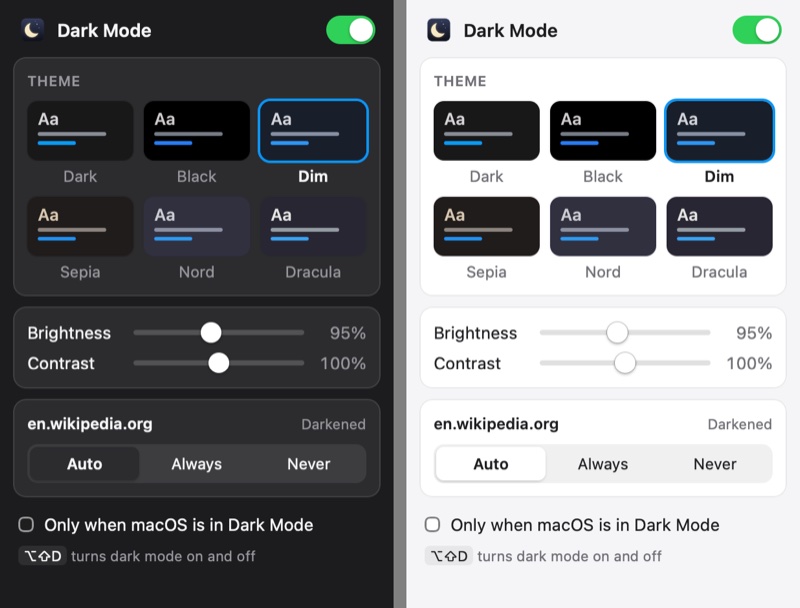 Dark Mode
THEME
Aa Aa Aa
Dark Black Dim
Aa Aa Aa
Sepia Nord Dracula
Brightness 95%
Contrast 100%
en.wikipedia.org Darkened
Auto Always Never
Only when macOS is in Dark Mode
⌥⇧D turns dark mode on and off
Dark Mode
THEME
Aa Aa Aa
Dark Black Dim
Aa Aa Aa
Sepia Nord Dracula
Brightness 95%
Contrast 100%
en.wikipedia.org Darkened
Auto Always Never
Only when macOS is in Dark Mode
⌥⇧D turns dark mode on and off